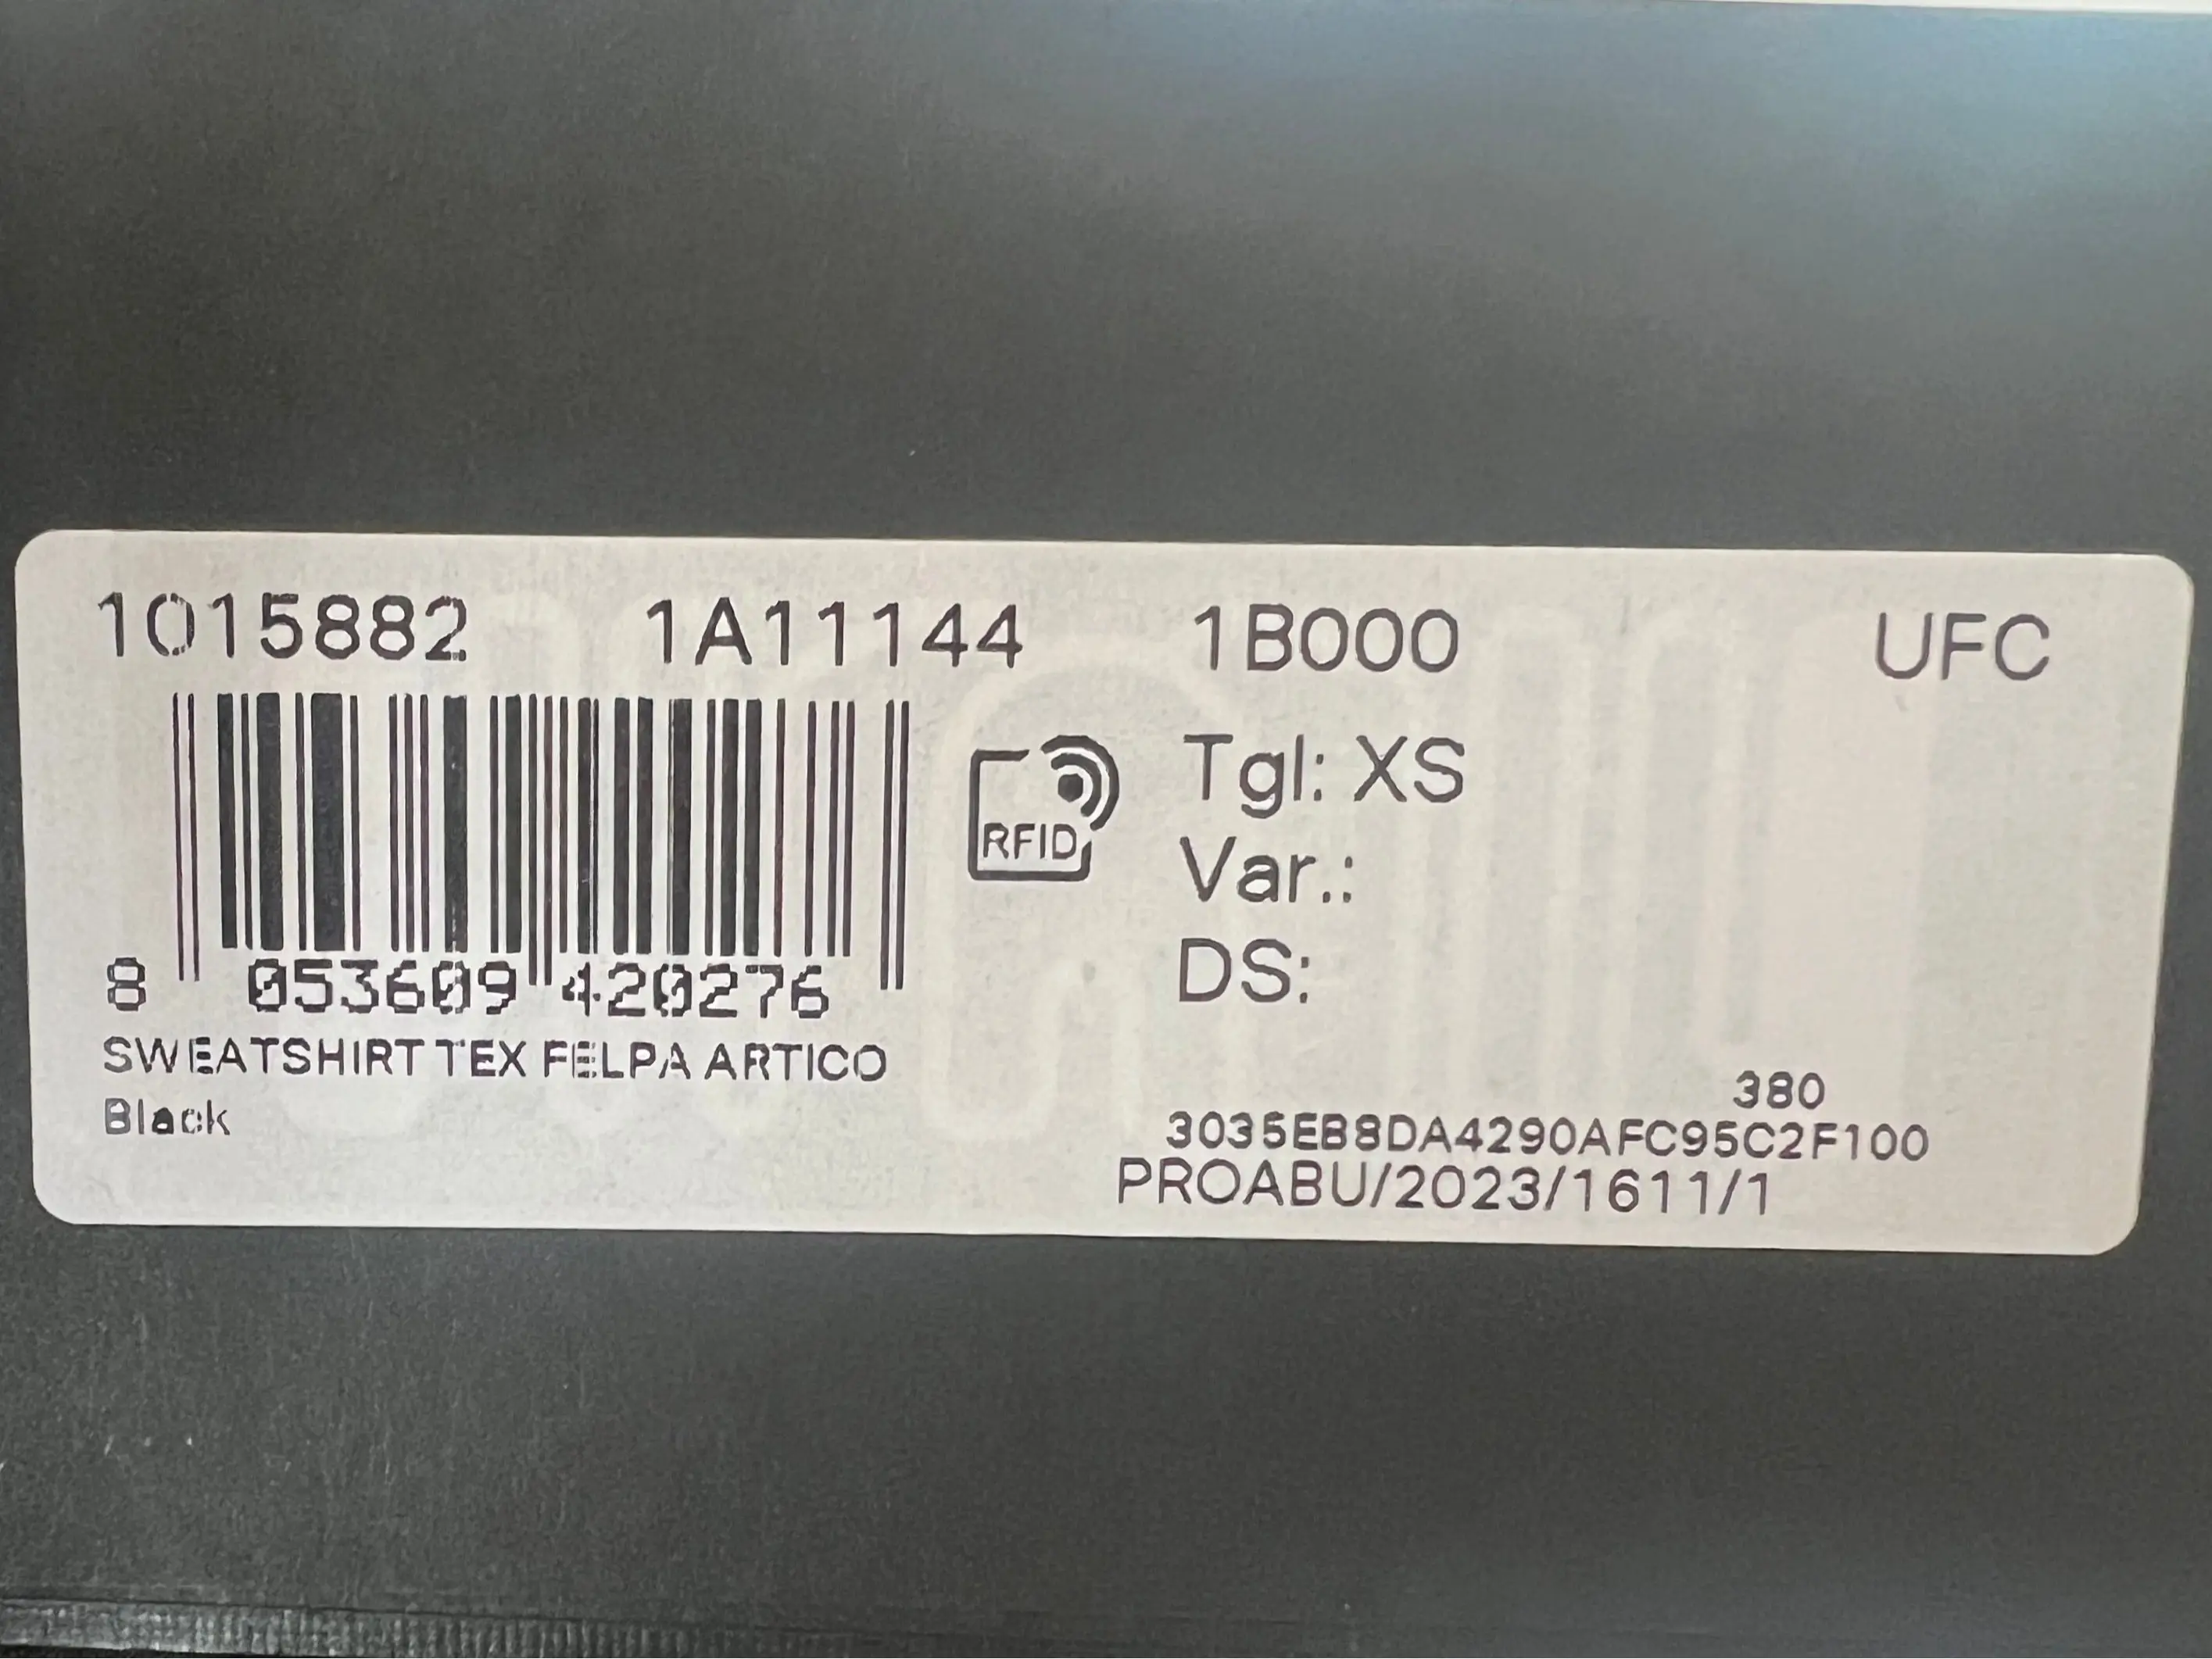 1015882 1A11144 1B000 UFC
RFID
Tgl: XS
Var.:
DS:
8 053609 420276
SWEATSHIRT TEX FELPA ARTICO
Black
380
3035EB8DA4290AFC95C2F100
PROABU/2023/1611/1